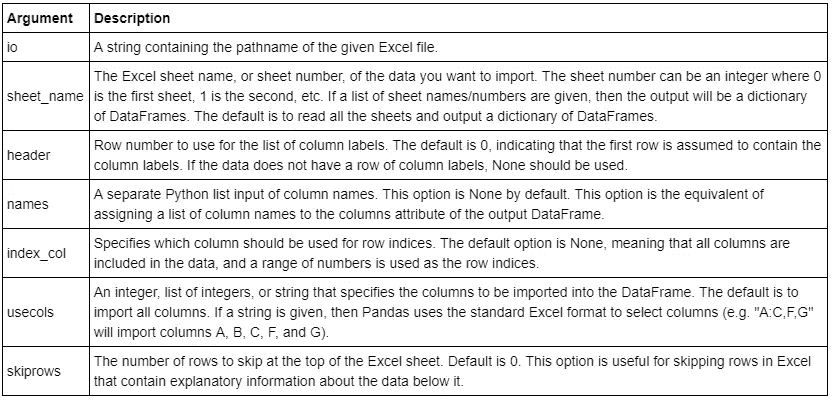 Argument Description
io A string containing the pathname of the given Excel file.
The Excel sheet name, or sheet number, of the data you want to import. The sheet number can be an integer where 0
sheet_name is the first sheet, 1 is the second, etc. If a list of sheet names/numbers are given, then the output will be a dictionary
of DataFrames. The default is to read all the sheets and output a dictionary of DataFrames.
header Row number to use for the list of column labels. The default is 0, indicating that the first row is assumed to contain the
column labels. If the data does not have a row of column labels, None should be used.
names A separate Python list input of column names. This option is None by default. This option is the equivalent of
assigning a list of column names to the columns attribute of the output DataFrame.
index_col Specifies which column should be used for row indices. The default option is None, meaning that all columns are
included in the data, and a range of numbers is used as the row indices.
An integer, list of integers, or string that specifies the columns to be imported into the DataFrame. The default is to
usecols import all columns. If a string is given, then Pandas uses the standard Excel format to select columns (e.g. "A:C,F,G"
will import columns A, B, C, F, and G).
skiprows The number of rows to skip at the top of the Excel sheet. Default is 0. This option is useful for skipping rows in Excel
that contain explanatory information about the data below it.